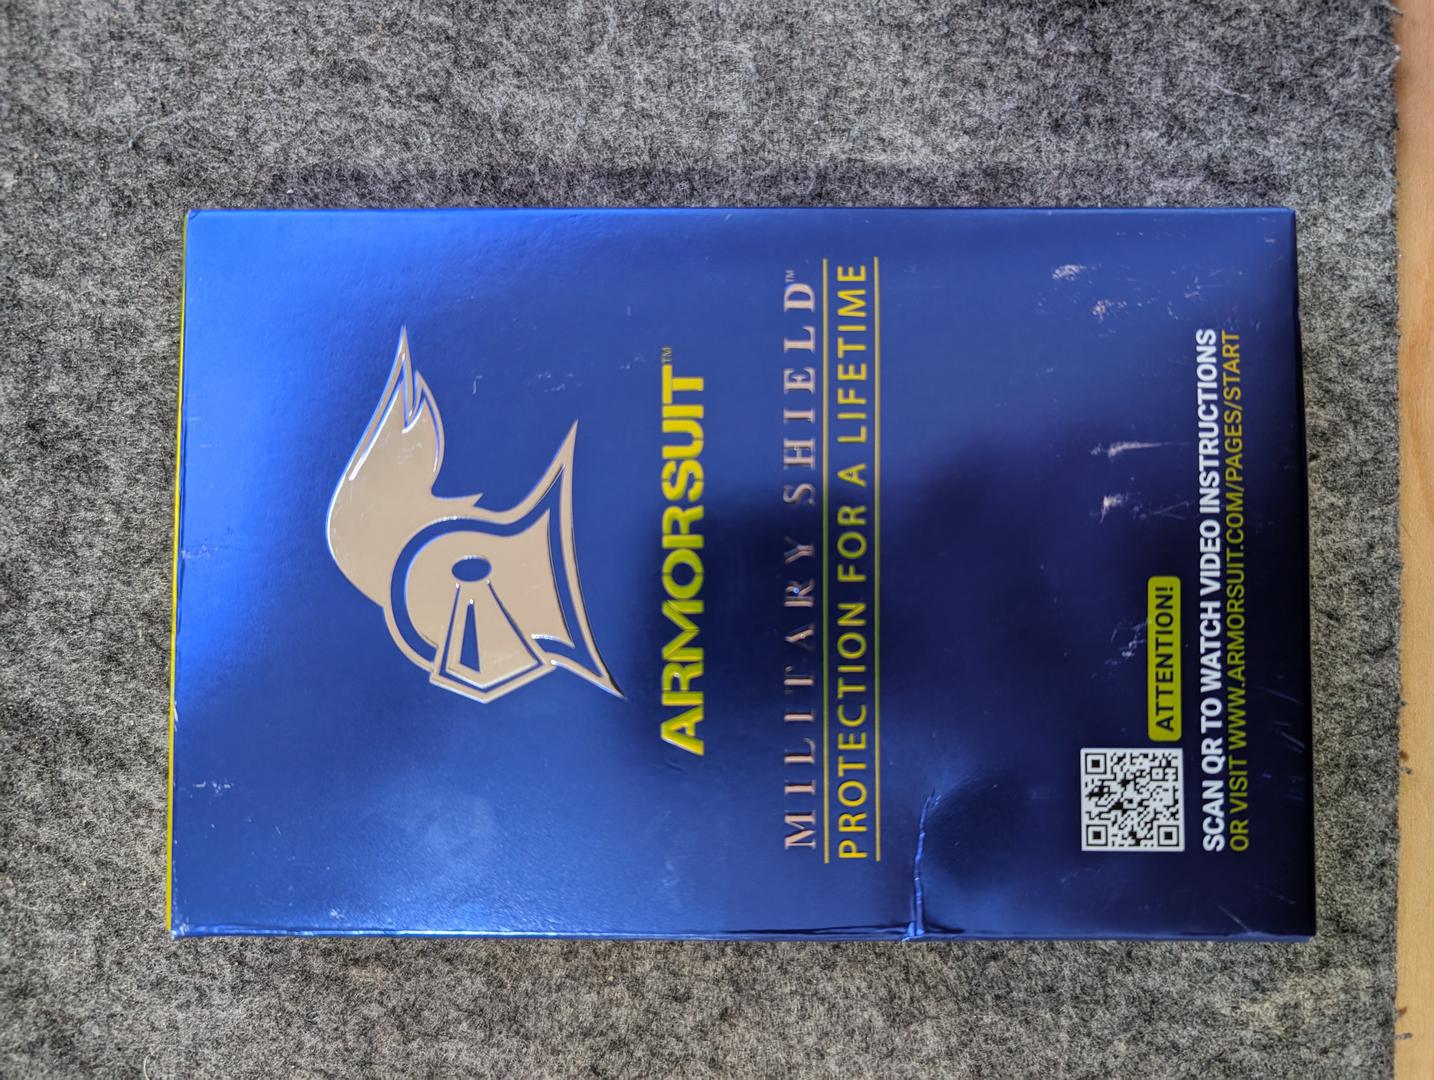 ARMORSUIT™
MILITARY SHIELD™
PROTECTION FOR A LIFETIME
ATTENTION!
SCAN QR TO WATCH VIDEO INSTRUCTIONS
OR VISIT WWW.ARMORSUIT.COM/PAGES/START